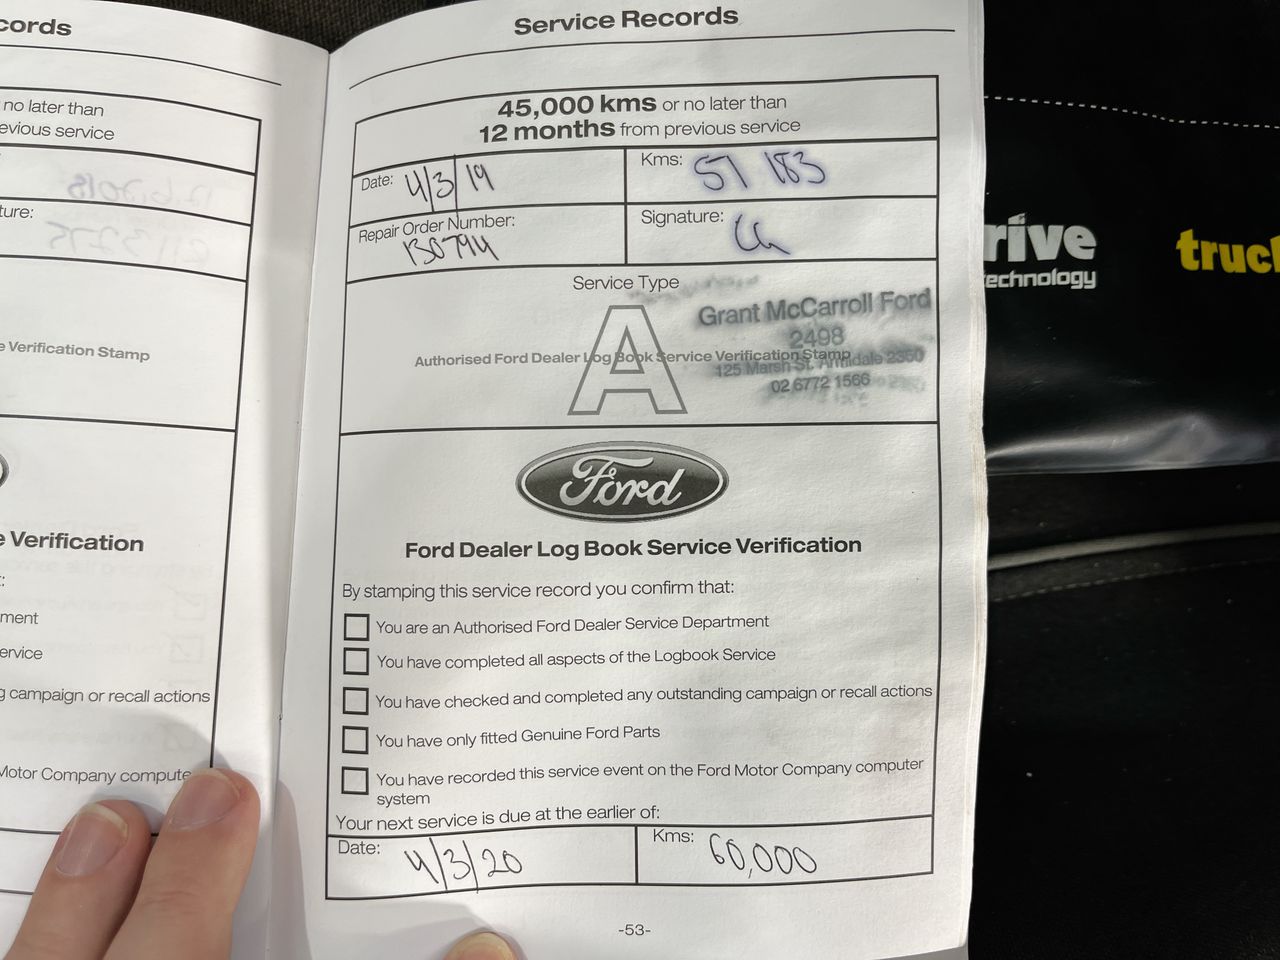 cords
no later than
evious service
ture:
e Verification Stamp
e Verification
:
ment
ervice
g campaign or recall actions
Motor Company compute
Service Records
45,000 kms or no later than
12 months from previous service
Date: 4/3/19
Kms: 51 183
Repair Order Number:
130794
Signature:
Service Type
A
Authorised Ford Dealer Log Book Service Verification Stamp
Grant McCarroll Ford
2498
125 Marsh St. Armidale 2350
02 6772 1566
Ford
Ford Dealer Log Book Service Verification
By stamping this service record you confirm that:
You are an Authorised Ford Dealer Service Department
You have completed all aspects of the Logbook Service
You have checked and completed any outstanding campaign or recall actions
You have only fitted Genuine Ford Parts
You have recorded this service event on the Ford Motor Company computer
system
Your next service is due at the earlier of:
Date: 4/3/20
Kms: 60,000
-53-
rive
echnology
truc